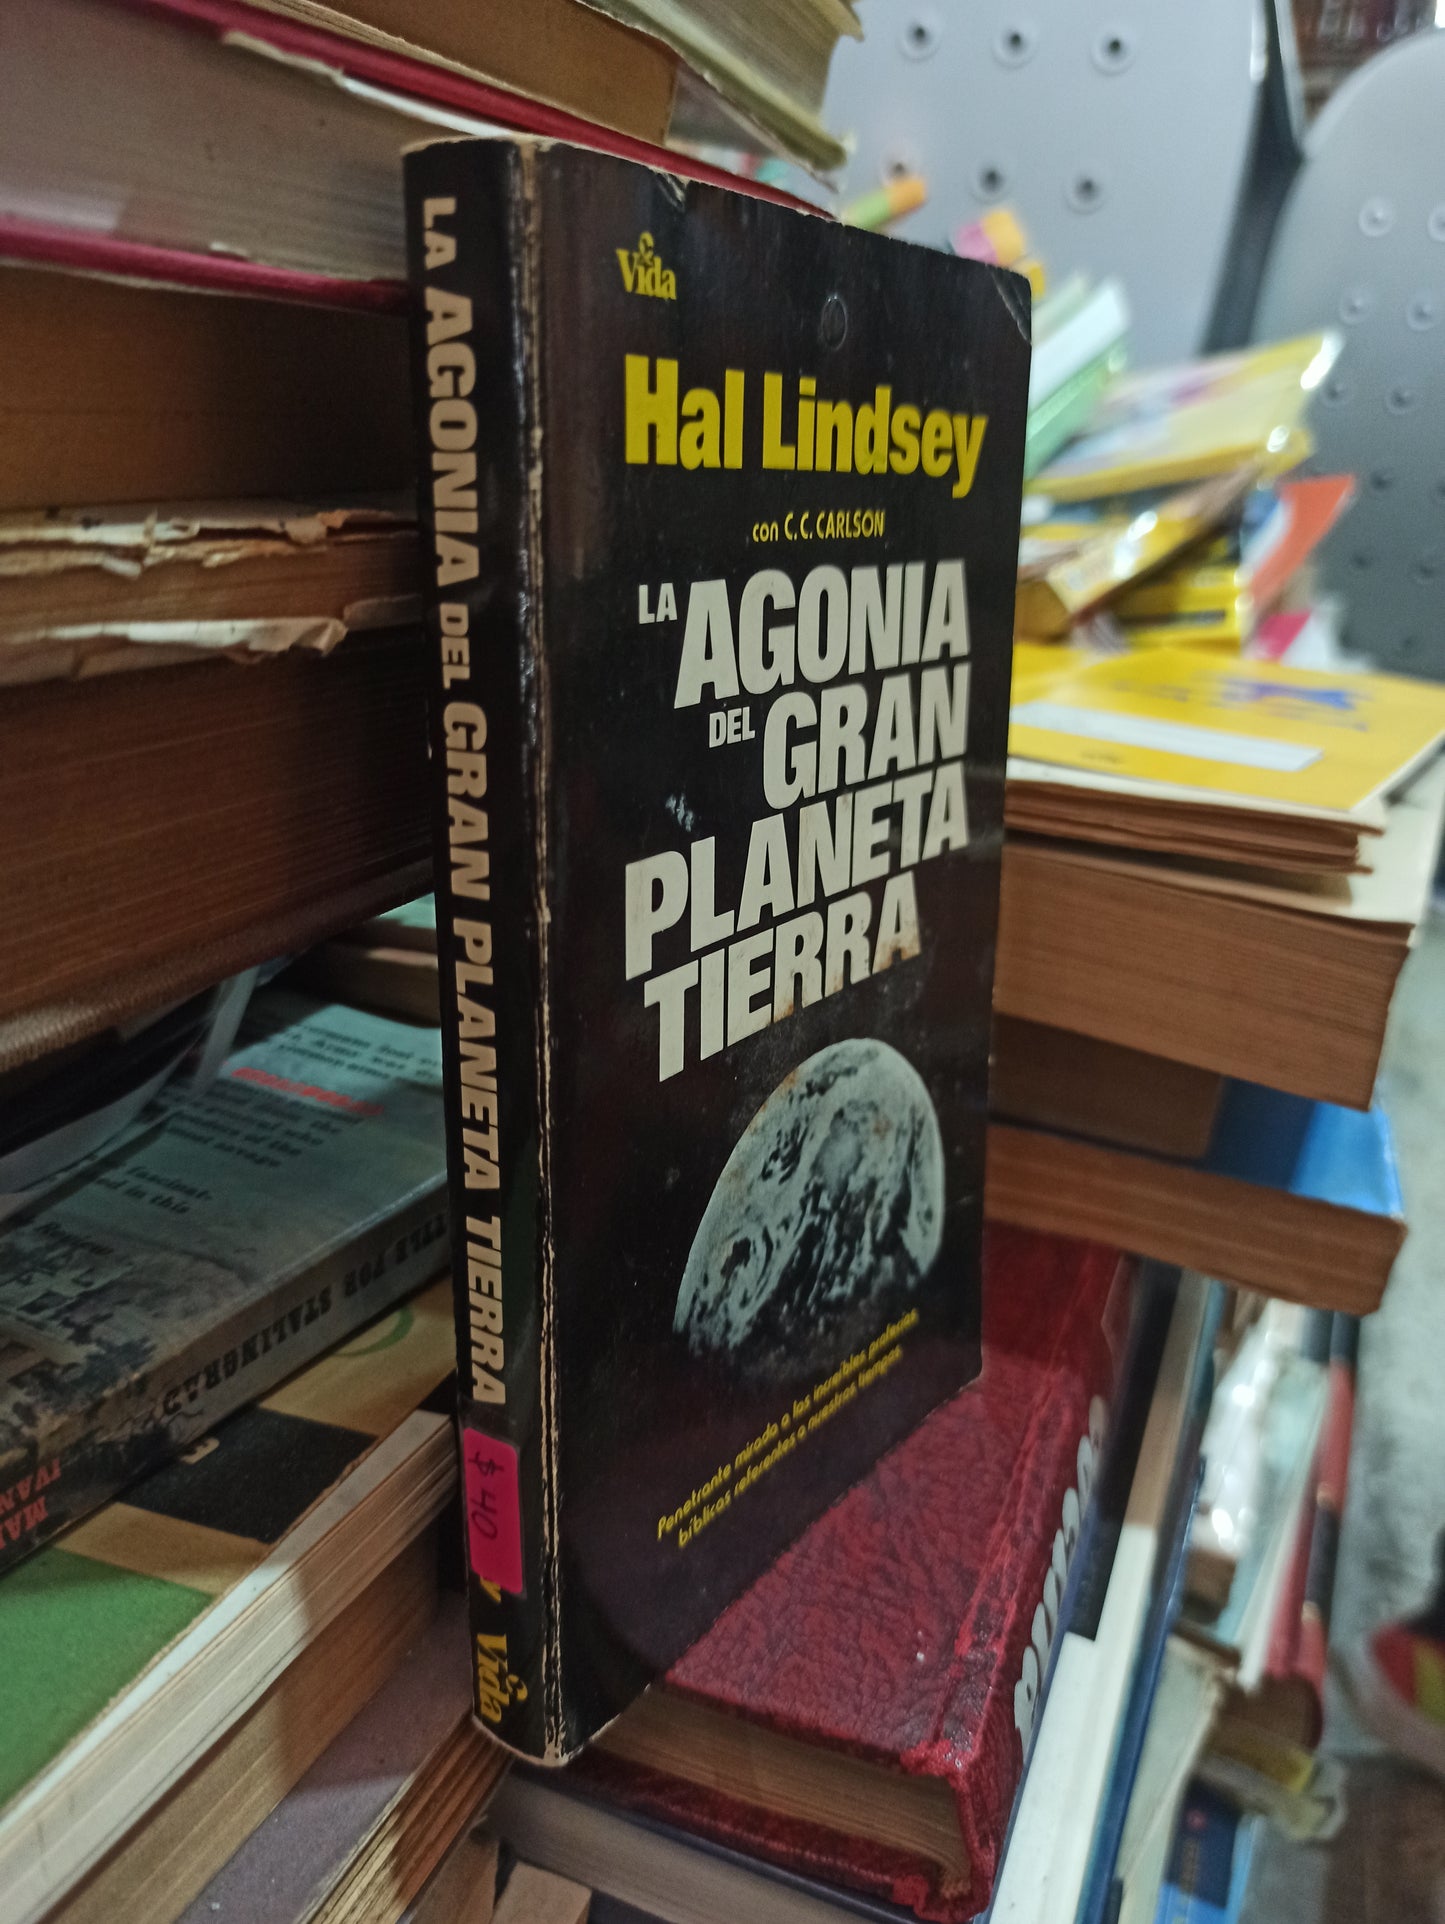 Vida
Hal Lindsey
con C.C. CARLSON
LA AGONIA
DEL GRAN
PLANETA
TIERRA
Penetrante mirada a las increíbles profecías
bíblicas referentes a nuestros tiempos.
LA AGONIA DEL GRAN PLANETA TIERRA
$ 40
Vida
STALINGRAD